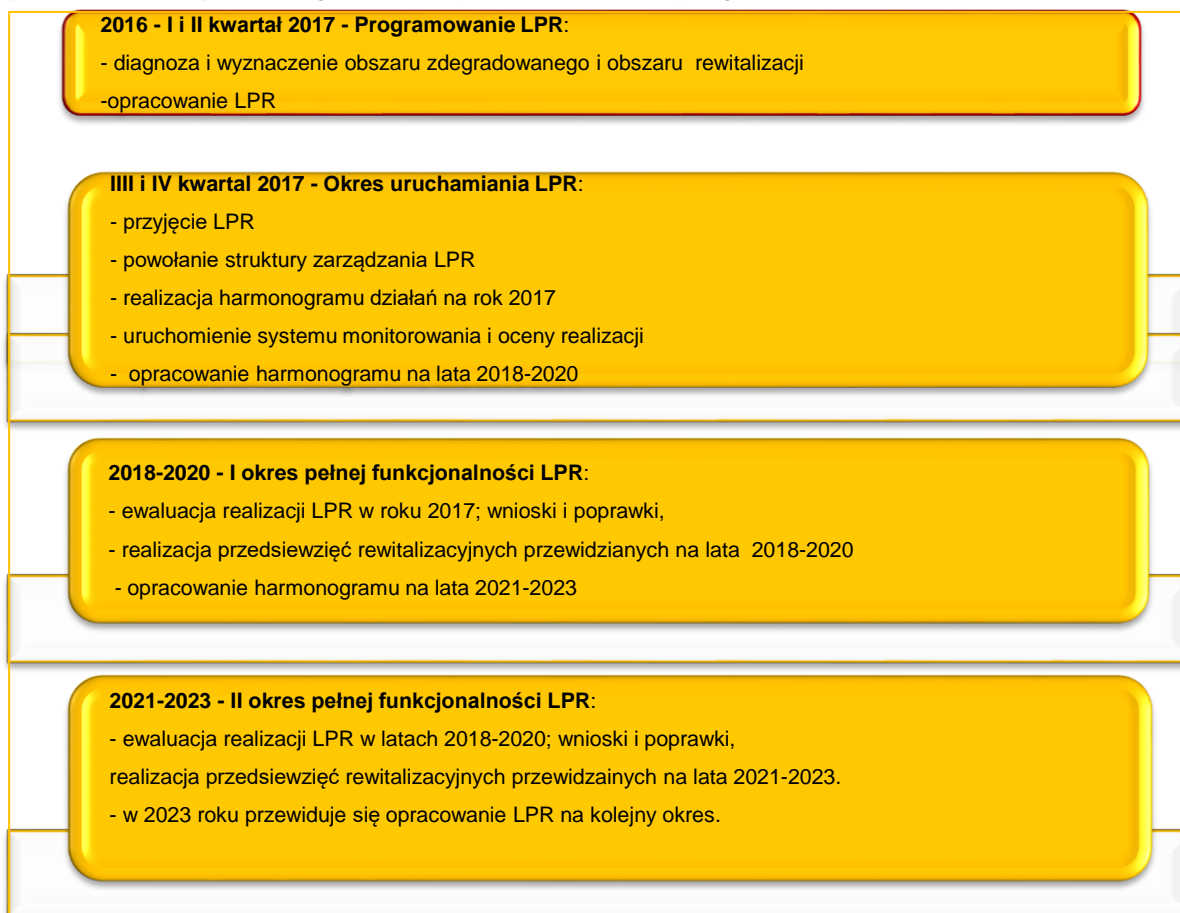 2016 - I i II kwartał 2017 - Programowanie LPR:
- diagnoza i wyznaczenie obszaru zdegradowanego i obszaru rewitalizacji
-opracowanie LPR
IIII i IV kwartal 2017 - Okres uruchamiania LPR:
- przyjęcie LPR
- powołanie struktury zarządzania LPR
- realizacja harmonogramu działań na rok 2017
- uruchomienie systemu monitorowania i oceny realizacji
- opracowanie harmonogramu na lata 2018-2020
2018-2020 - I okres pełnej funkcjonalności LPR:
- ewaluacja realizacji LPR w roku 2017; wnioski i poprawki,
- realizacja przedsiewzięć rewitalizacyjnych przewidzianych na lata 2018-2020
- opracowanie harmonogramu na lata 2021-2023
2021-2023 - II okres pełnej funkcjonalności LPR:
- ewaluacja realizacji LPR w latach 2018-2020; wnioski i poprawki,
realizacja przedsięwzięć rewitalizacyjnych przewidzainych na lata 2021-2023.
- w 2023 roku przewiduje się opracowanie LPR na kolejny okres.